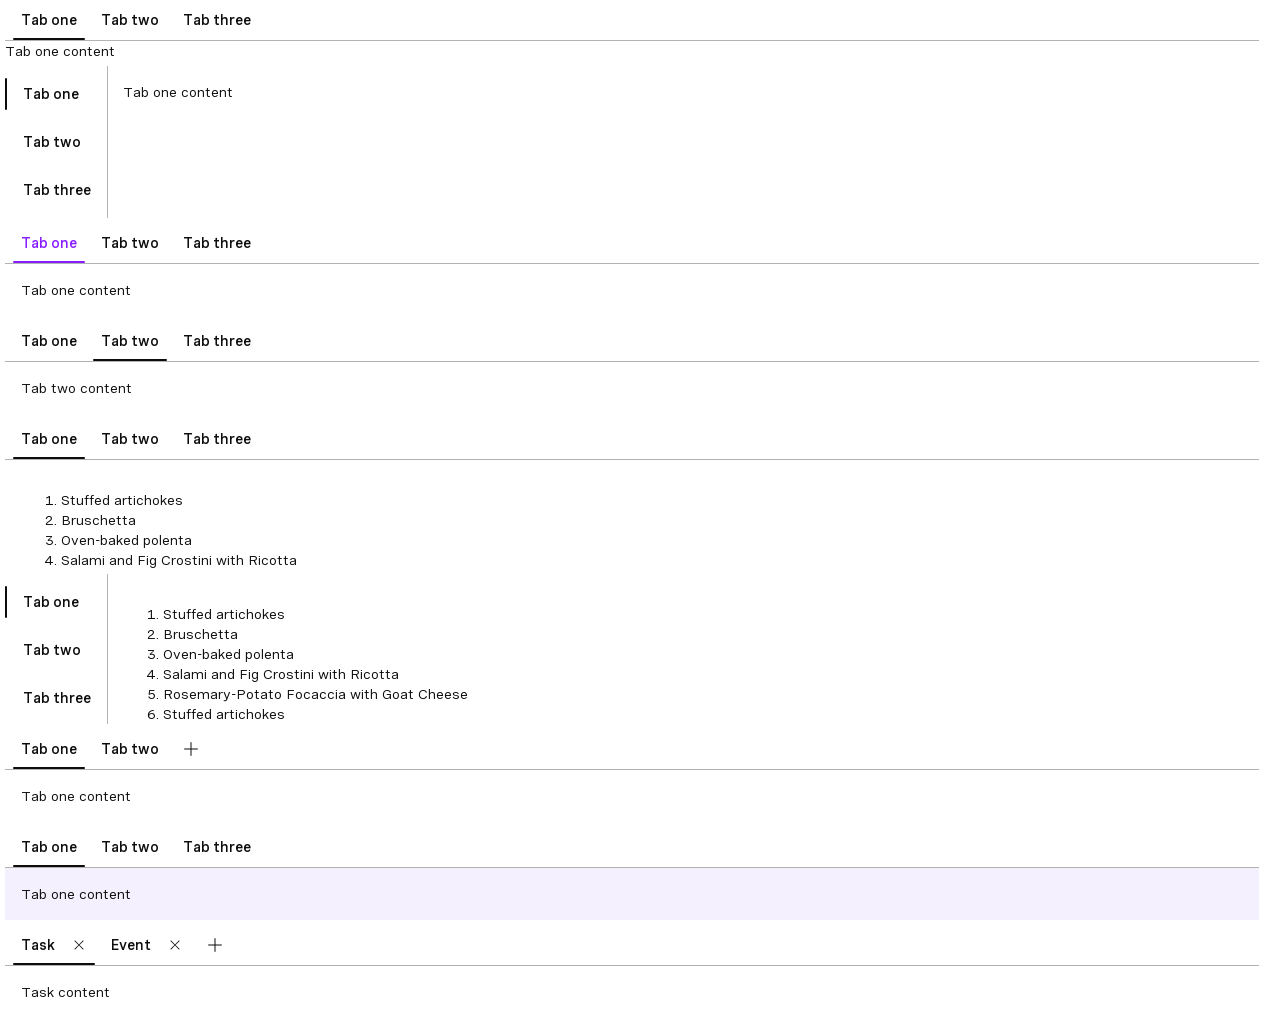 Tab one Tab two Tab three
Tab one content
Tab one
Tab one content
Tab two
Tab three
Tab one Tab two Tab three
Tab one content
Tab one Tab two Tab three
Tab two content
Tab one Tab two Tab three
1. Stuffed artichokes
2. Bruschetta
3. Oven-baked polenta
4. Salami and Fig Crostini with Ricotta
Tab one
Tab two
Tab three
1. Stuffed artichokes
2. Bruschetta
3. Oven-baked polenta
4. Salami and Fig Crostini with Ricotta
5. Rosemary-Potato Focaccia with Goat Cheese
6. Stuffed artichokes
Tab one Tab two
Tab one content
Tab one Tab two Tab three
Tab one content
Task Event
Task content